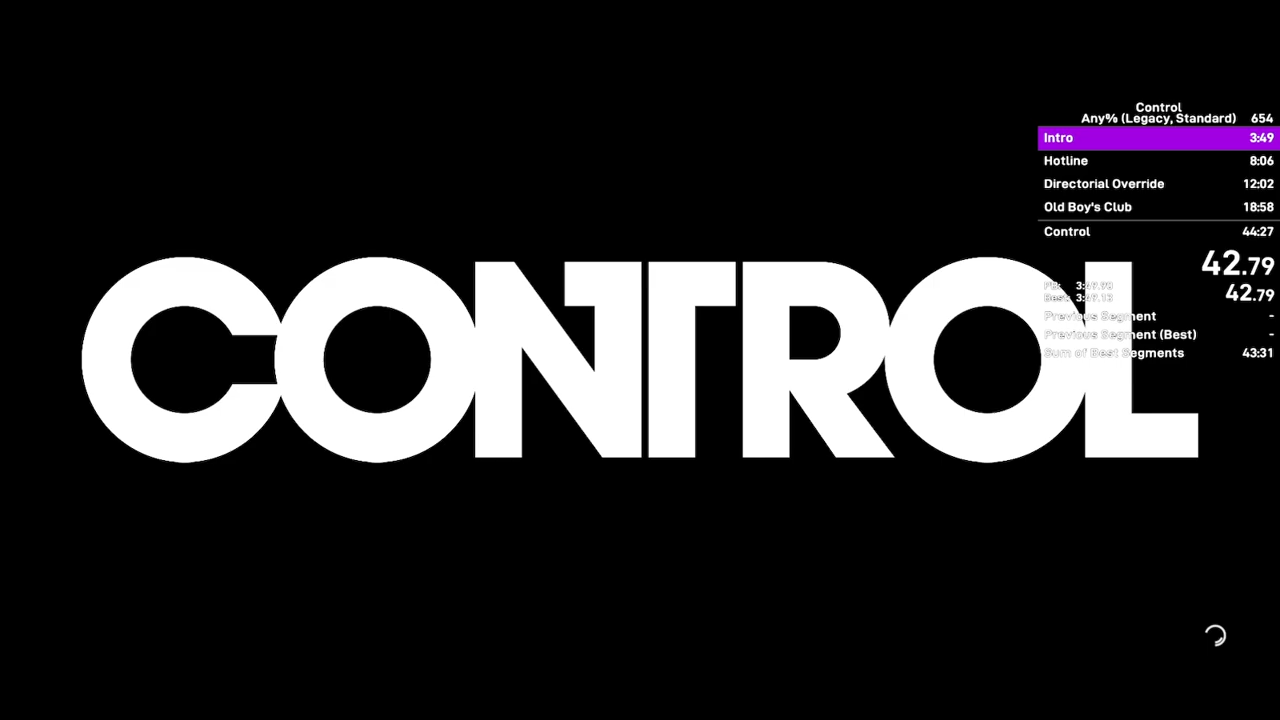 CONTROL
Control
Any% (Legacy, Standard) 654
Intro 3:49
Hotline 8:06
Directorial Override 12:02
Old Boy's Club 18:58
Control 44:27
42.79
42.79
Best:
Previous Segment -
Previous Segment (Best) -
Sum of Best Segments 43:31